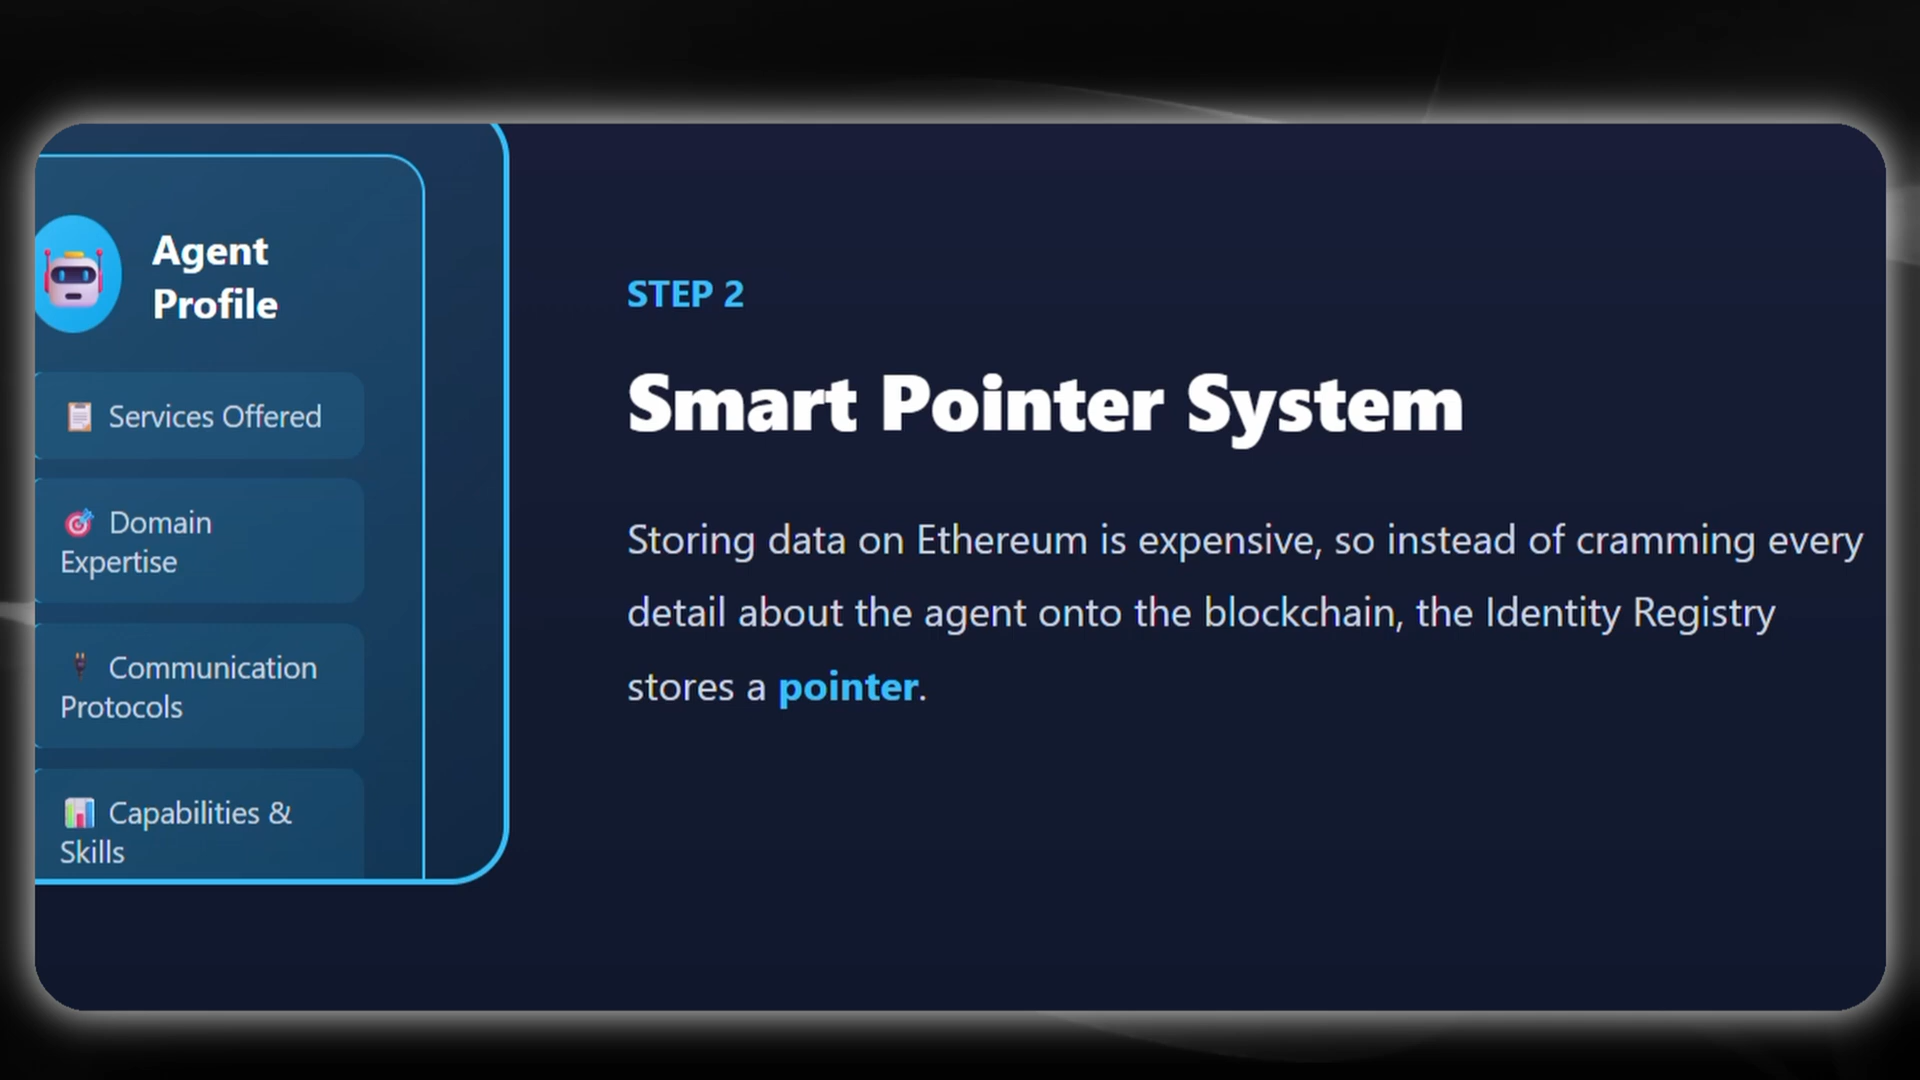 Agent
Profile
Services Offered
Domain
Expertise
Communication
Protocols
Capabilities &
Skills
STEP 2
Smart Pointer System
Storing data on Ethereum is expensive, so instead of cramming every
detail about the agent onto the blockchain, the Identity Registry
stores a pointer.